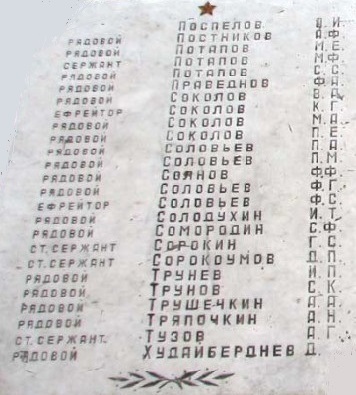 ПОСПЕЛОВ П.И.
РЯДОВОЙ ПОСТНИКОВ А.Ф
РЯДОВОЙ ПОТАПОВ М.Е
СЕРЖАНТ ПОТАПОВ М.Ф
РЯДОВОЙ ПОТАПОВ С.С
РЯДОВОЙ ПРАВЕДНОВ Ф.А
РЯДОВОЙ СОКОЛОВ В.А
ЕФРЕЙТОР СОКОЛОВ К.Г
РЯДОВОЙ СОКОЛОВ М.А
РЯДОВОЙ СОКОЛОВ П.Е
РЯДОВОЙ СОЛОВЬЕВ П.А
РЯДОВОЙ СОЛОВЬЕВ П.М
РЯДОВОЙ СОЯНОВ Ф.Ф
РЯДОВОЙ СОЛОВЬЕВ Ф.Г
ЕФРЕЙТОР СОЛОВЬЕВ Ф.С
РЯДОВОЙ СОЛОДУХИН И.Т
РЯДОВОЙ СОМОРОДИН С.Ф
СТ.СЕРЖАНТ СОРОКИН Г.С
СТ.СЕРЖАНТ СОРОКОУМОВ Д.П
РЯДОВОЙ ТРУНЕВ И.П
РЯДОВОЙ ТРУНОВ С.К
РЯДОВОЙ ТРУШЕЧКИН А.А
РЯДОВОЙ ТРЯПОЧКИН А.Н
СТ.СЕРЖАНТ. ТУЗОВ А.Г
РЯДОВОЙ ХУДАЙБЕРДНЕВ Д.